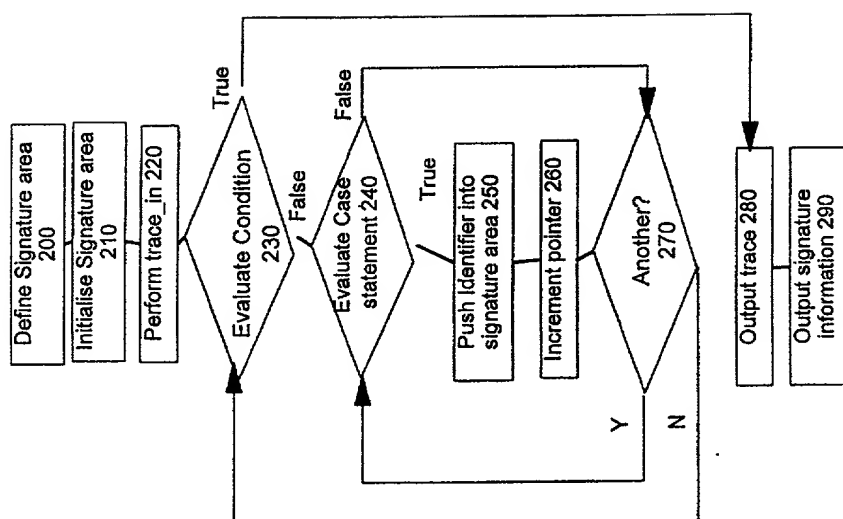 Define Signature area
200
Initialise Signature area
210
Perform trace_in 220
Evaluate Condition
230
True
False
Evaluate Case
statement 240
False
True
Push Identifier into
signature area 250
Increment pointer 260
Another?
270
Y
N
Output trace 280
Output signature
information 290